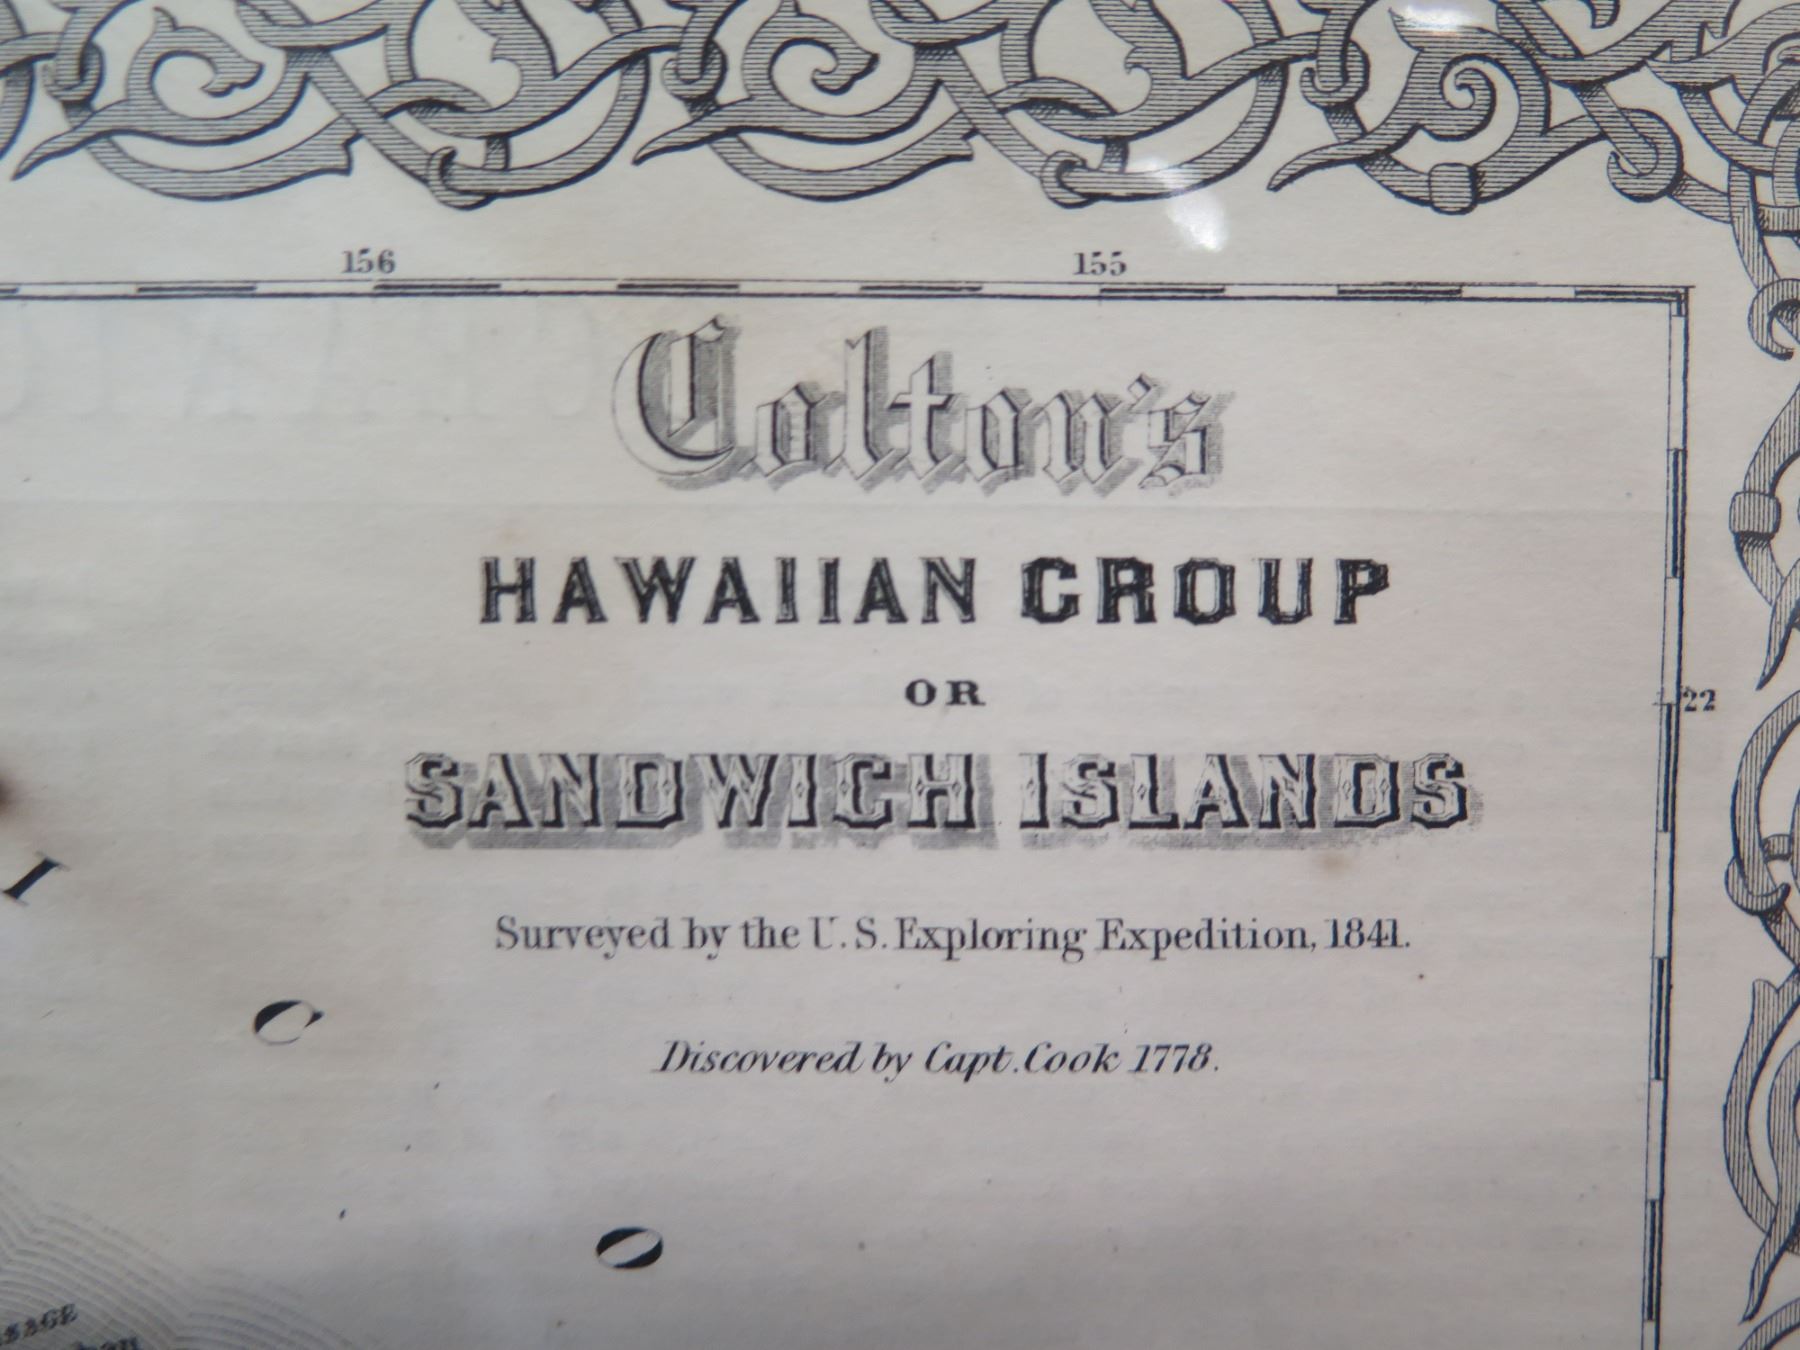 156 155
Colton's
HAWAIIAN GROUP
OR
22
SANDWICH ISLANDS
I
Surveyed by the U.S. Exploring Expedition, 1841.
C
Discovered by Capt. Cook 1778.
O